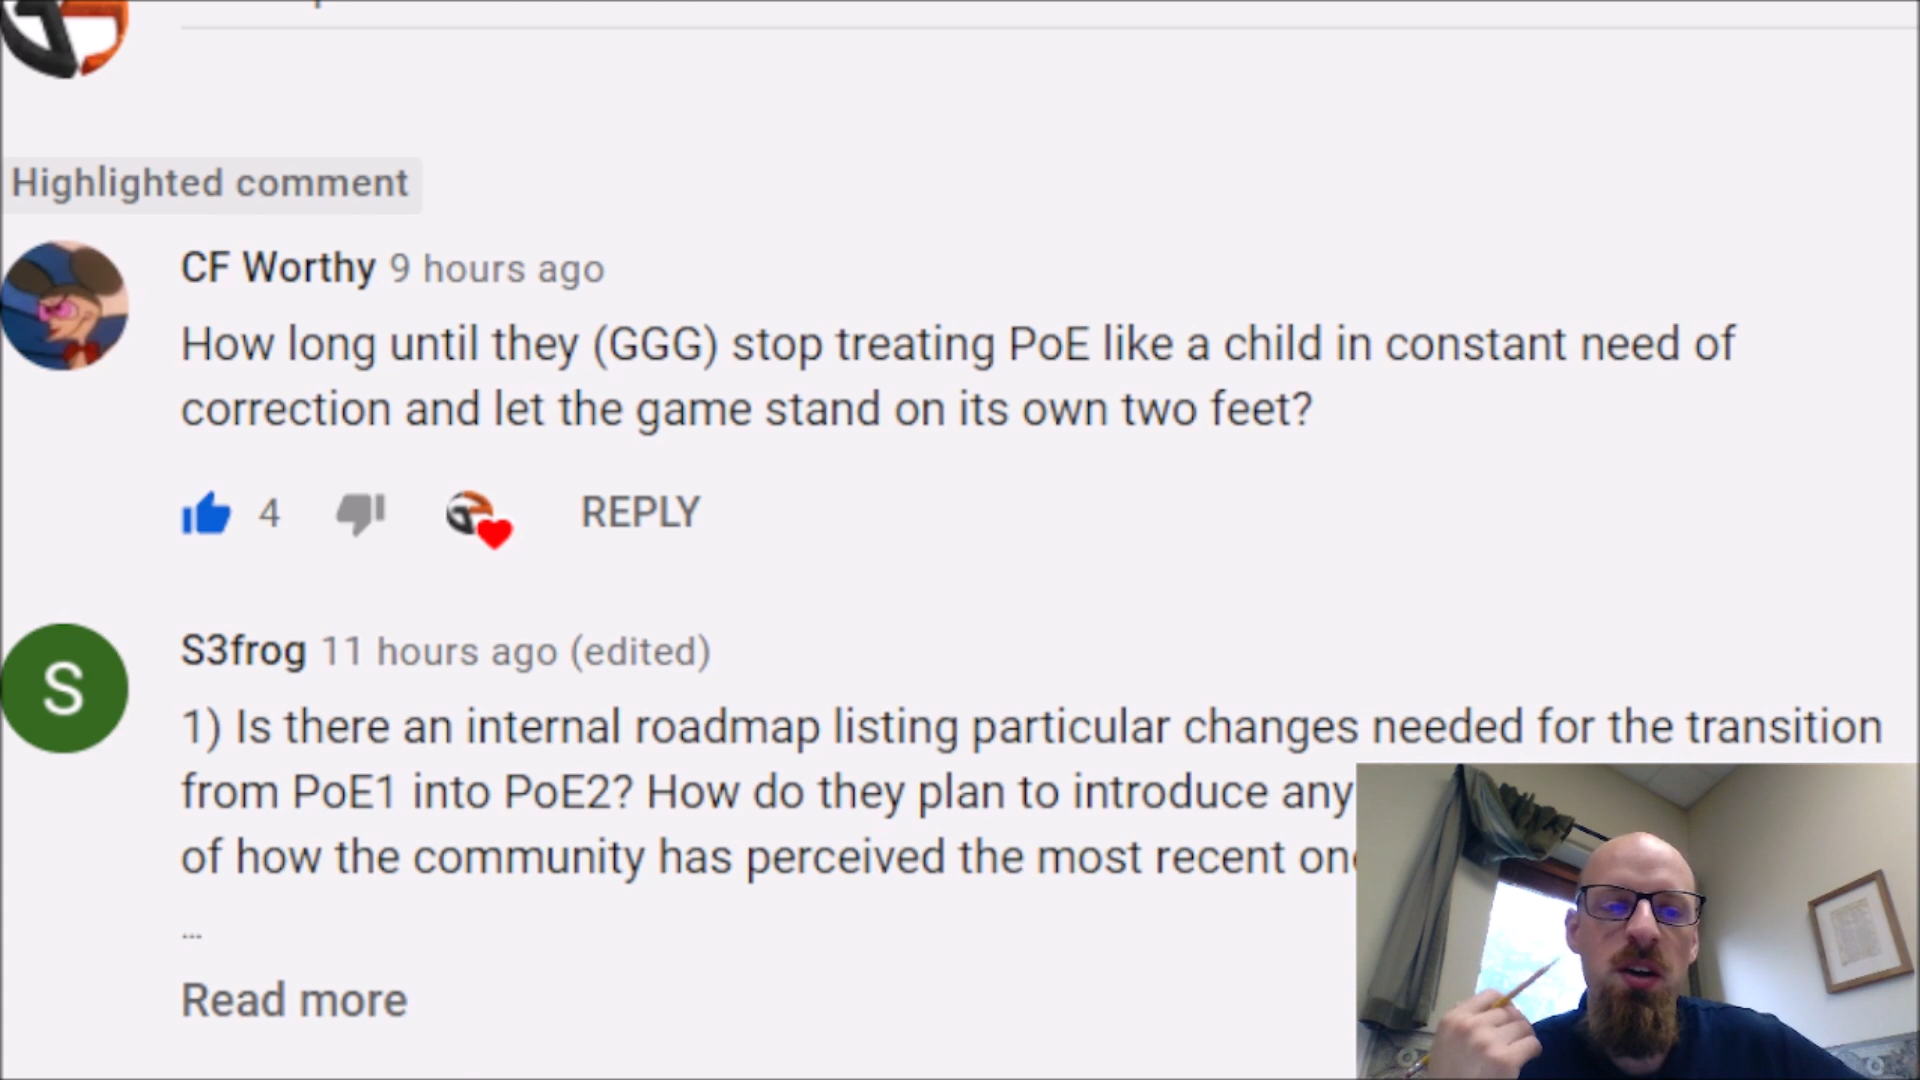 Highlighted comment
CF Worthy 9 hours ago
How long until they (GGG) stop treating PoE like a child in constant need of
correction and let the game stand on its own two feet?
4 REPLY
S
S3frog 11 hours ago (edited)
1) Is there an internal roadmap listing particular changes needed for the transition
from PoE1 into PoE2? How do they plan to introduce any
of how the community has perceived the most recent
...
Read more